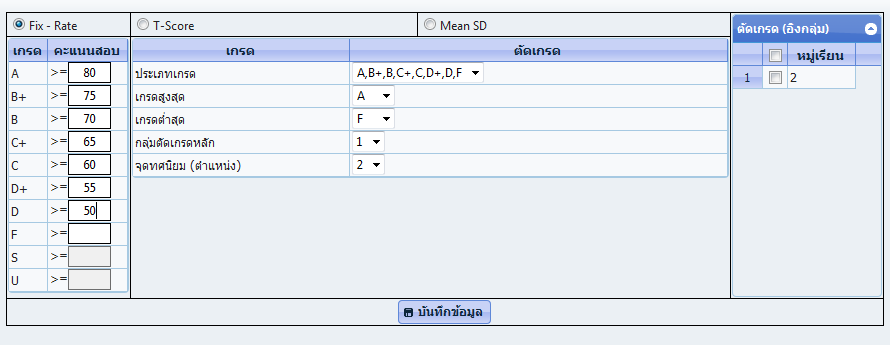 Fix - Rate T-Score Mean SD
เกรด คะแนนสอบ
A >= 80
B+ >= 75
B >= 70
C+ >= 65
C >= 60
D+ >= 55
D >= 50
F >=
S >=
U >=
เกรด ตัดเกรด
ประเภทเกรด A,B+,B,C+,C,D+,D,F
เกรดสูงสุด A
เกรดต่ำสุด F
กลุ่มตัดเกรดหลัก 1
จุดทศนิยม (ตำแหน่ง) 2
ตัดเกรด (อิงกลุ่ม)
หมู่เรียน
1 2
บันทึกข้อมูล